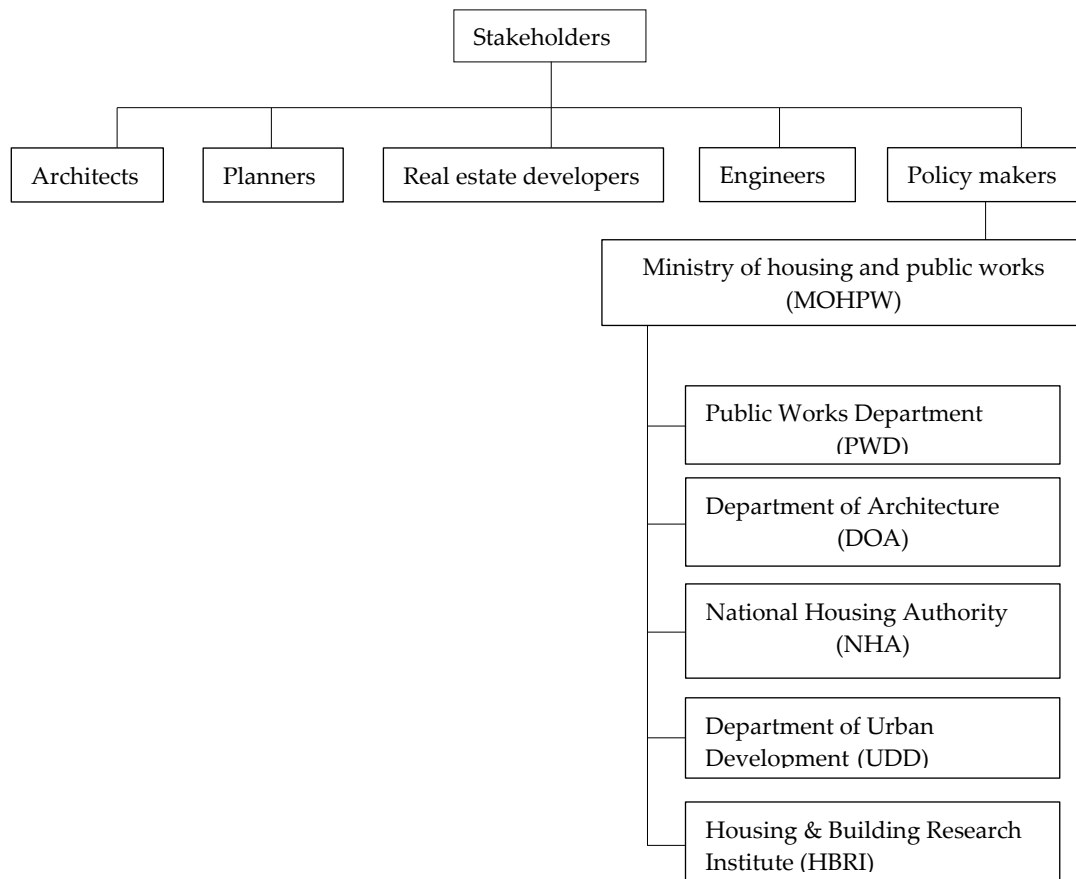 Stakeholders
Architects
Planners
Real estate developers
Engineers
Policy makers
Ministry of housing and public works
(MOHPW)
Public Works Department
(PWD)
Department of Architecture
(DOA)
National Housing Authority
(NHA)
Department of Urban
Development (UDD)
Housing & Building Research
Institute (HBRI)